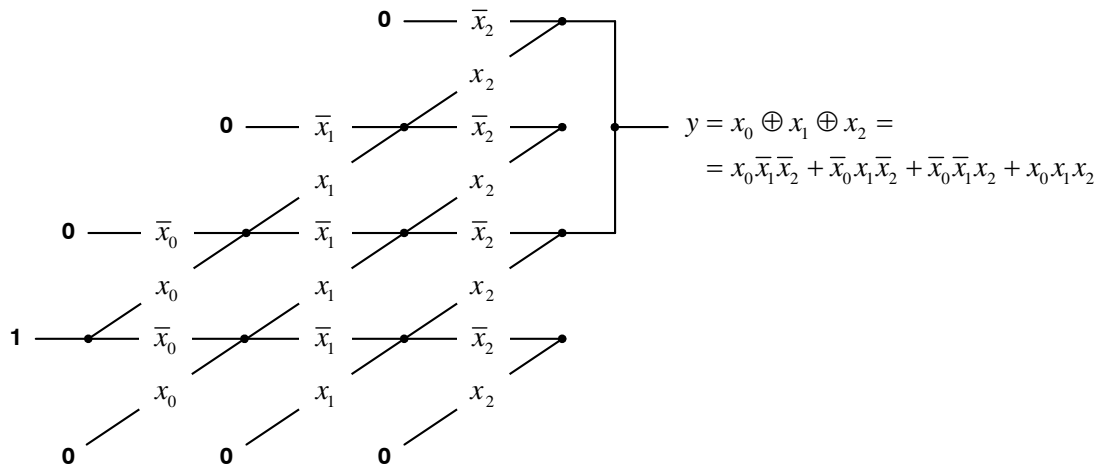 0 x̅₂
x₂
0 x̅₁ x̅₂ y = x₀ ⊕ x₁ ⊕ x₂ =
= x₀x̅₁x̅₂ + x̅₀x₁x̅₂ + x̅₀x̅₁x₂ + x₀x₁x₂
x₁ x₂
0 x̅₀ x̅₁ x̅₂
x₀ x₁ x₂
1 x̅₀ x̅₁ x̅₂
x₀ x₁ x₂
0 0 0